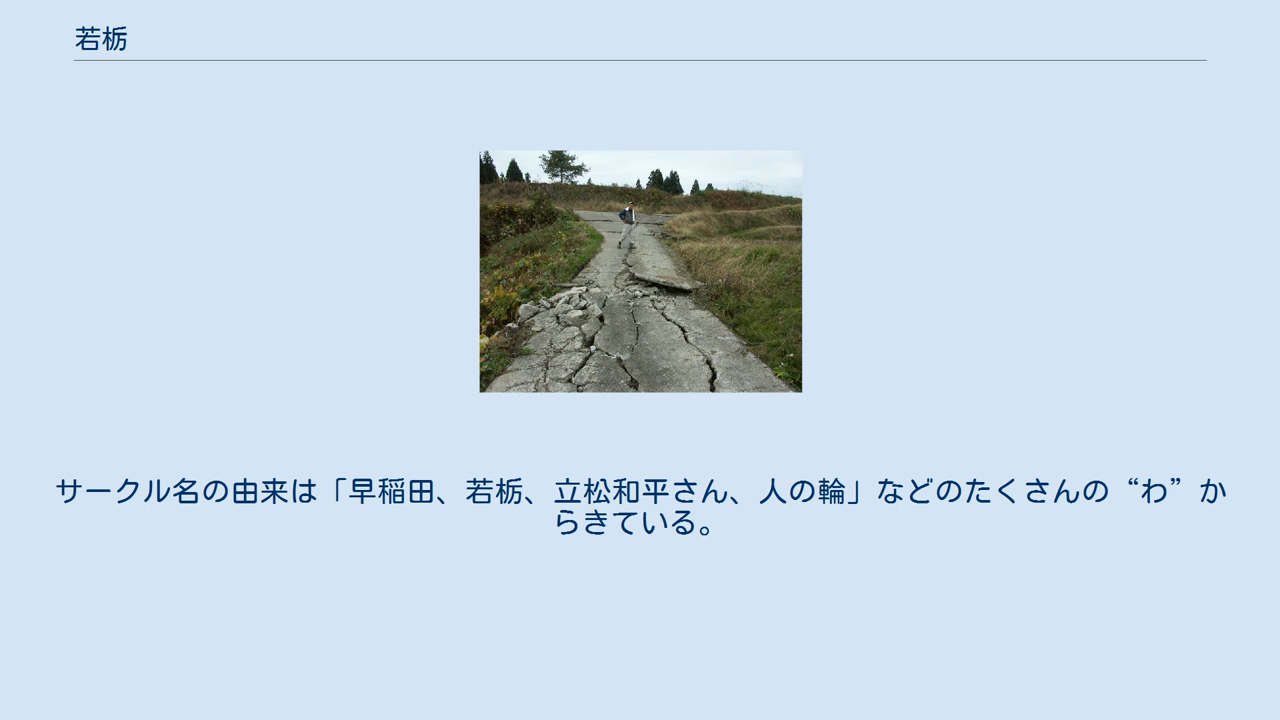 若栃
サークル名の由来は「早稲田、若栃、立松和平さん、人の輪」などのたくさんの“わ”か
らきている。